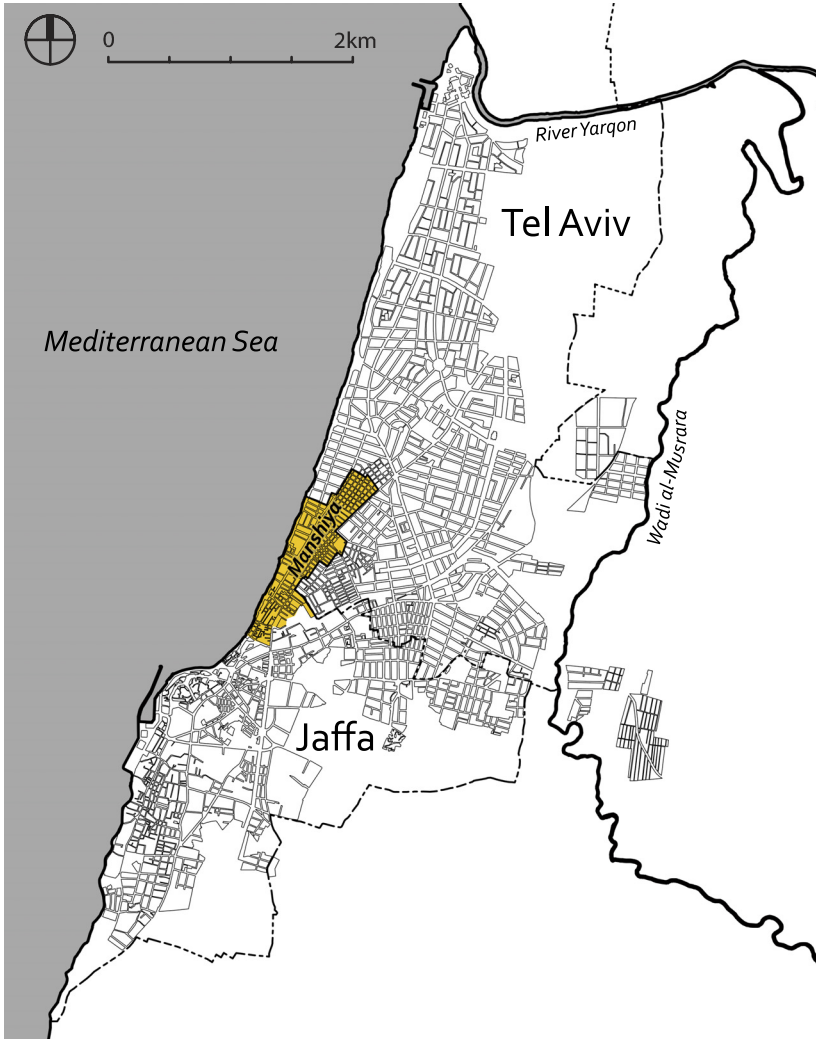 0 2km
River Yarqon
Tel Aviv
Mediterranean Sea
Wadi al-Musrara
Manshiya
Jaffa